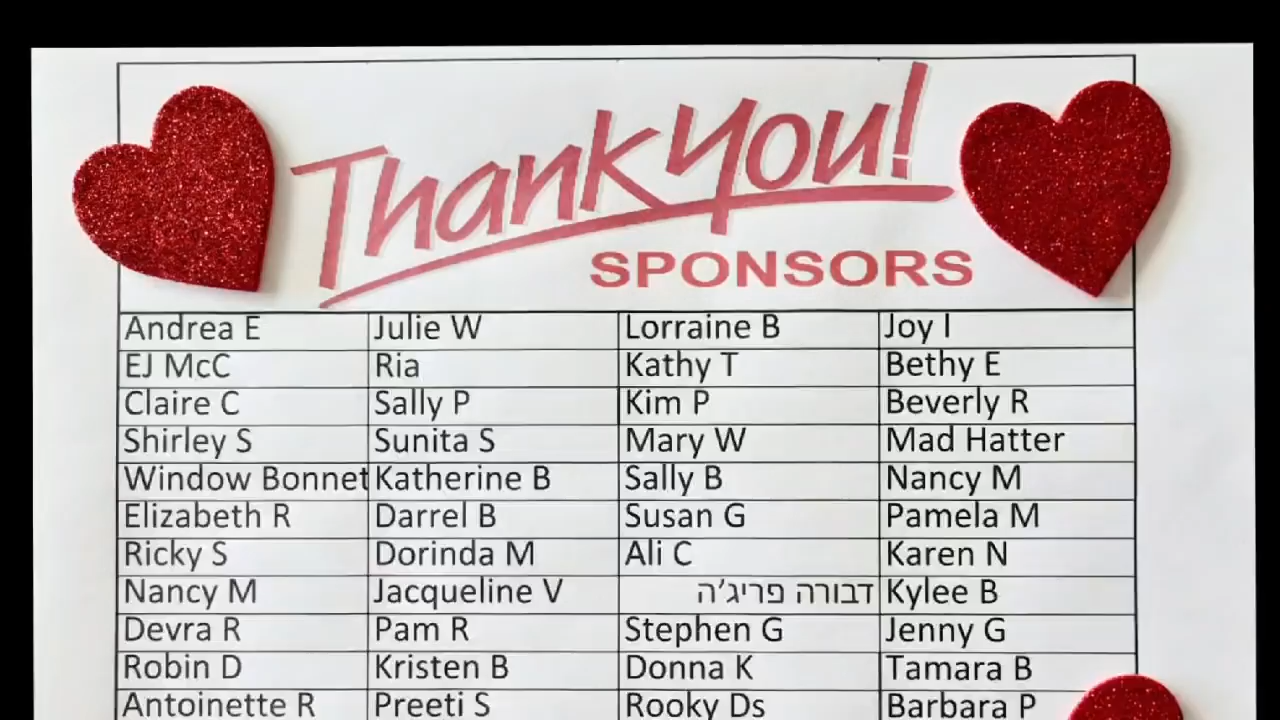 Thank You!
SPONSORS
Andrea E Julie W Lorraine B Joy I
EJ McC Ria Kathy T Bethy E
Claire C Sally P Kim P Beverly R
Shirley S Sunita S Mary W Mad Hatter
Window Bonnet Katherine B Sally B Nancy M
Elizabeth R Darrel B Susan G Pamela M
Ricky S Dorinda M Ali C Karen N
Nancy M Jacqueline V דבורה פריג'ה Kylee B
Devra R Pam R Stephen G Jenny G
Robin D Kristen B Donna K Tamara B
Antoinette R Preeti S Rooky Ds Barbara P